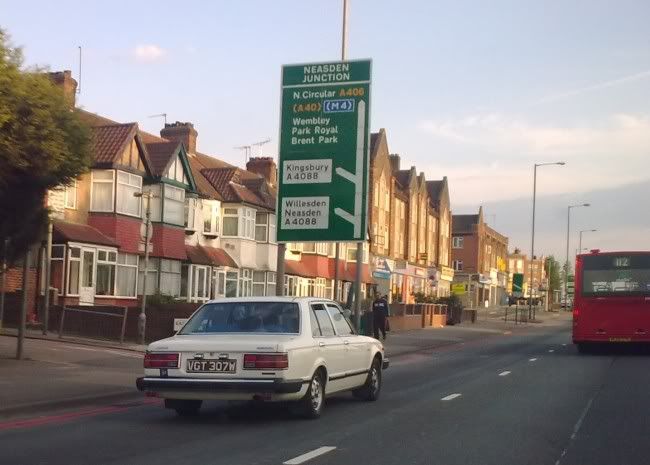 NEASDEN
JUNCTION
N.Circular A406
(A40) (M4)
Wembley
Park Royal
Brent Park
Kingsbury
A4088
Willesden
Neasden
A4088
112
VGT 307W